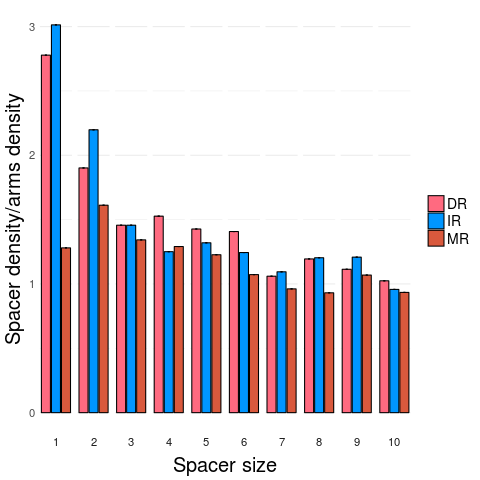 Spacer density/arms density
3
2
1
0
1 2 3 4 5 6 7 8 9 10
Spacer size
DR
IR
MR